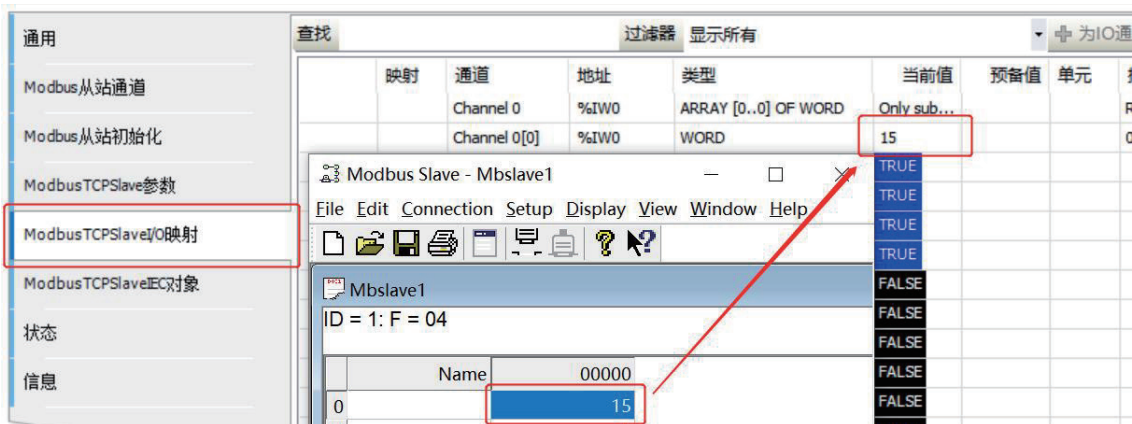 通用
Modbus从站通道
Modbus从站初始化
ModbusTCPSlave参数
ModbusTCPSlaveI/O映射
ModbusTCPSlaveIEC对象
状态
信息
查找 过滤器 显示所有 为IO通
映射 通道 地址 类型 当前值 预备值 单元
Channel 0 %IW0 ARRAY [0..0] OF WORD Only sub...
Channel 0[0] %IW0 WORD 15
TRUE
TRUE
TRUE
TRUE
FALSE
FALSE
FALSE
FALSE
FALSE
Modbus Slave - Mbslave1
File Edit Connection Setup Display View Window Help
Mbslave1
ID = 1: F = 04
Name 00000
0 15